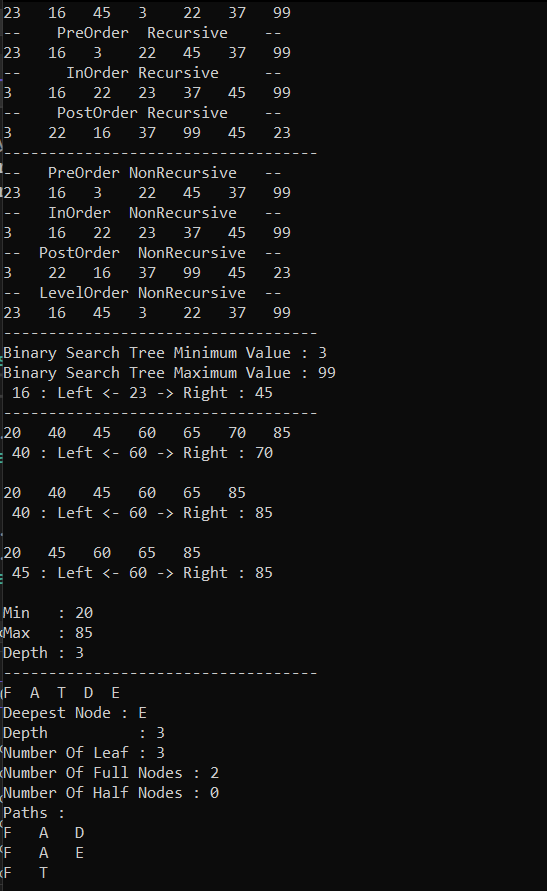 23   16   45   3    22   37   99
--    PreOrder  Recursive    --
23   16   3    22   45   37   99
--     InOrder Recursive     --
3    16   22   23   37   45   99
--    PostOrder Recursive    --
3    22   16   37   99   45   23
-----------------------------------
--   PreOrder NonRecursive   --
23   16   3    22   45   37   99
--   InOrder  NonRecursive   --
3    16   22   23   37   45   99
--  PostOrder  NonRecursive  --
3    22   16   37   99   45   23
--  LevelOrder NonRecursive  --
23   16   45   3    22   37   99
-----------------------------------
Binary Search Tree Minimum Value : 3
Binary Search Tree Maximum Value : 99
 16 : Left <- 23 -> Right : 45
-----------------------------------
20   40   45   60   65   70   85
 40 : Left <- 60 -> Right : 70

20   40   45   60   65   85
 40 : Left <- 60 -> Right : 85

20   45   60   65   85
 45 : Left <- 60 -> Right : 85

Min   : 20
Max   : 85
Depth : 3
-----------------------------------
F  A  T  D  E
Deepest Node : E
Depth          : 3
Number Of Leaf : 3
Number Of Full Nodes : 2
Number Of Half Nodes : 0
Paths :
F   A   D
F   A   E
F   T